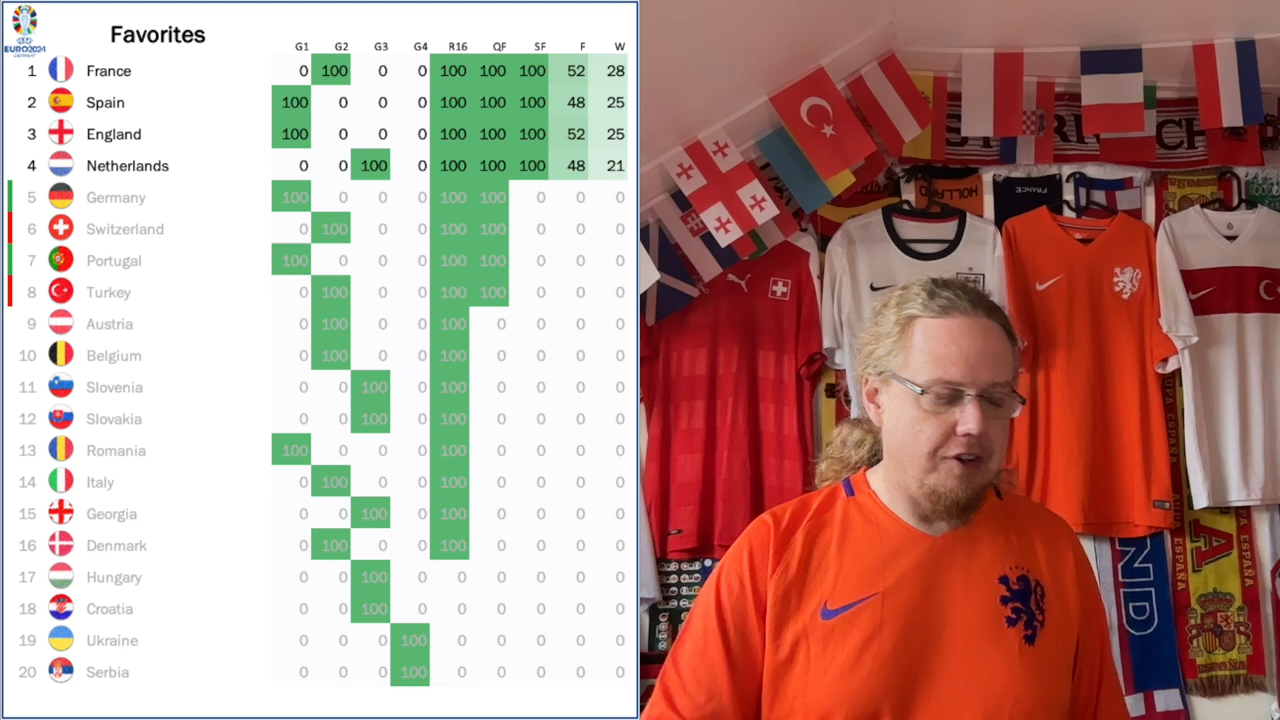 EURO2024
GERMANY
Favorites
G1 G2 G3 G4 R16 QF SF F W
1 France 0 100 0 0 100 100 100 52 28
2 Spain 100 0 0 0 100 100 100 48 25
3 England 100 0 0 0 100 100 100 52 25
4 Netherlands 0 0 100 0 100 100 100 48 21
5 Germany 100 0 0 0 100 100 0 0 0
6 Switzerland 0 100 0 0 100 100 0 0 0
7 Portugal 100 0 0 0 100 100 0 0 0
8 Turkey 0 100 0 0 100 100 0 0 0
9 Austria 0 100 0 0 100 0 0 0 0
10 Belgium 0 100 0 0 100 0 0 0 0
11 Slovenia 0 0 100 0 100 0 0 0 0
12 Slovakia 0 0 100 0 100 0 0 0 0
13 Romania 100 0 0 0 100 0 0 0 0
14 Italy 0 100 0 0 100 0 0 0 0
15 Georgia 0 0 100 0 100 0 0 0 0
16 Denmark 0 100 0 0 100 0 0 0 0
17 Hungary 0 0 100 0 0 0 0 0 0
18 Croatia 0 0 100 0 0 0 0 0 0
19 Ukraine 0 0 0 100 0 0 0 0 0
20 Serbia 0 0 0 100 0 0 0 0 0
HOLLAND
FRANCE
AUPA ESPAÑA
ESPAÑA